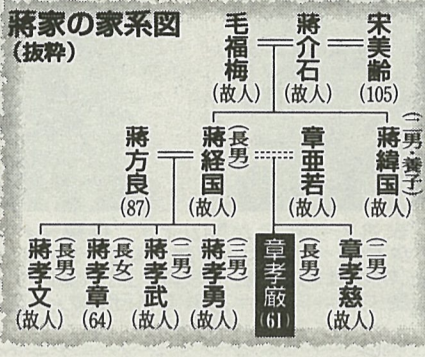 蔣家の家系図
(抜粋)
毛福梅
(故人)
蔣介石
(故人)
宋美齢
(105)
蔣方良
(87)
(長男)
蔣経国
(故人)
章亜若
(故人)
(二男・養子)
蔣緯国
(故人)
(長男)
蔣孝文
(故人)
(長女)
蔣孝章
(64)
(二男)
蔣孝武
(故人)
(三男)
蔣孝勇
(故人)
(長男)
章孝厳
(61)
(二男)
章孝慈
(故人)